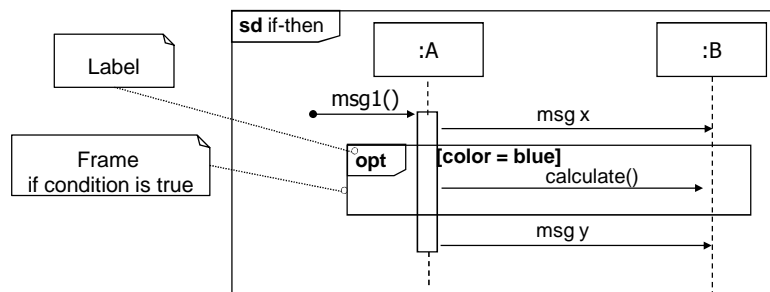 sd if-then
:A
:B
Label
msg1()
msg x
opt
[color = blue]
Frame
if condition is true
calculate()
msg y